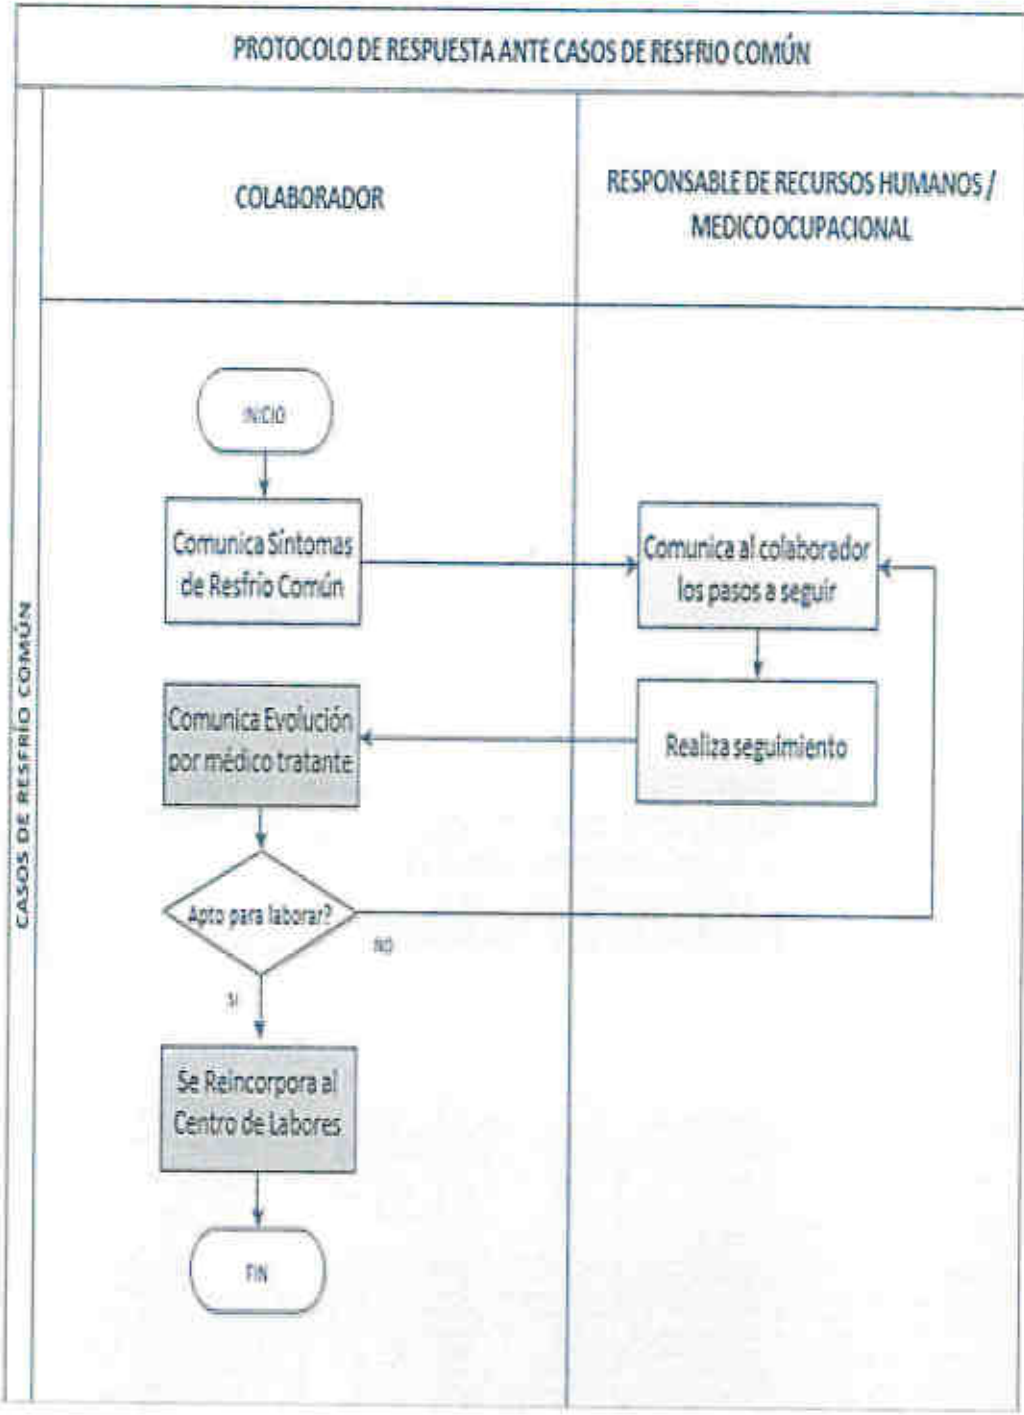 PROTOCOLO DE RESPUESTA ANTE CASOS DE RESFRIO COMÚN
COLABORADOR
RESPONSABLE DE RECURSOS HUMANOS /
MEDICO OCUPACIONAL
CASOS DE RESFRÍO COMÚN
INICIO
Comunica Síntomas
de Resfrío Común
Comunica al colaborador
los pasos a seguir
Realiza seguimiento
Comunica Evolución
por médico tratante
Apto para laborar?
NO
SI
Se Reincorpora al
Centro de Labores
FIN